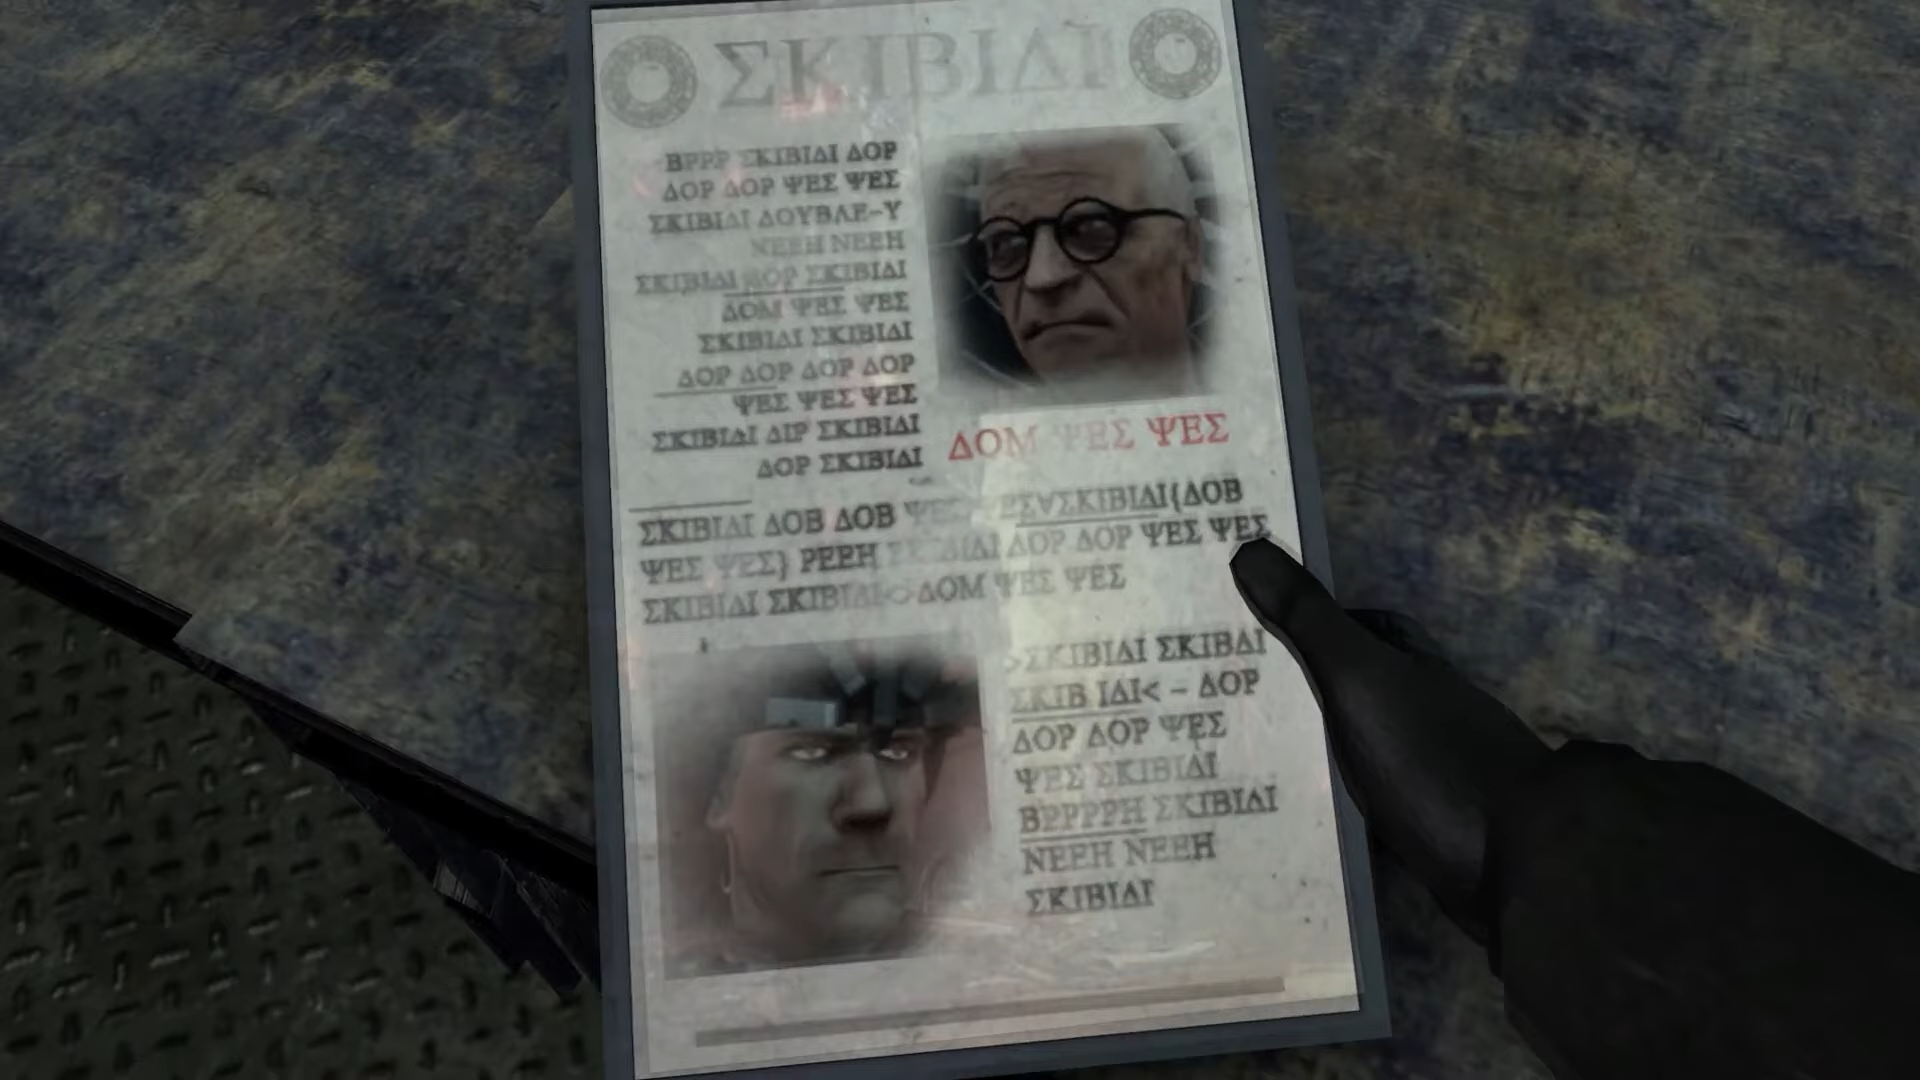 ΣΚΙΒΙΔΙ
ΒΡΡΡ ΣΚΙΒΙΔΙ ΔΟΡ
ΔΟΡ ΔΟΡ ΨΕΣ ΨΕΣ
ΣΚΙΒΙΔΙ ΔΟΥΒΛΕ-Υ
ΝΕΕΗ ΝΕΕΗ
ΣΚΙΒΙΔΙ ΔΟΡ ΣΚΙΒΙΔΙ
ΔΟΜ ΨΕΣ ΨΕΣ
ΣΚΙΒΙΔΙ ΣΚΙΒΙΔΙ
ΔΟΡ ΔΟΡ ΔΟΡ ΔΟΡ
ΨΕΣ ΨΕΣ ΨΕΣ
ΣΚΙΒΙΔΙ ΔΙΡ ΣΚΙΒΙΔΙ
ΔΟΡ ΣΚΙΒΙΔΙ
ΔΟΜ ΨΕΣ ΨΕΣ
ΣΚΙΒΙΔΙ ΔΟΒ ΔΟΒ ΡΣ∀ΣΚΙΒΙΔΙ{ΔΟΒ
ΨΕΣ ΨΕΣ} ΡΕΕΗ ΣΚΙΒΙΔΙ ΔΟΡ ΔΟΡ ΨΕΣ ΨΕΣ
ΣΚΙΒΙΔΙ ΣΚΙΒΙΔΙ<>ΔΟΜ ΨΕΣ ΨΕΣ
>ΣΚΙΒΙΔΙ ΣΚΙΒΔΙ
ΣΚΙΒ ΙΔΙ< - ΔΟΡ
ΔΟΡ ΔΟΡ ΨΕΣ
ΨΕΣ ΣΚΙΒΙΔΙ
ΒΡΡΡΡΗ ΣΚΙΒΙΔΙ
ΝΕΕΗ ΝΕΕΗ
ΣΚΙΒΙΔΙ